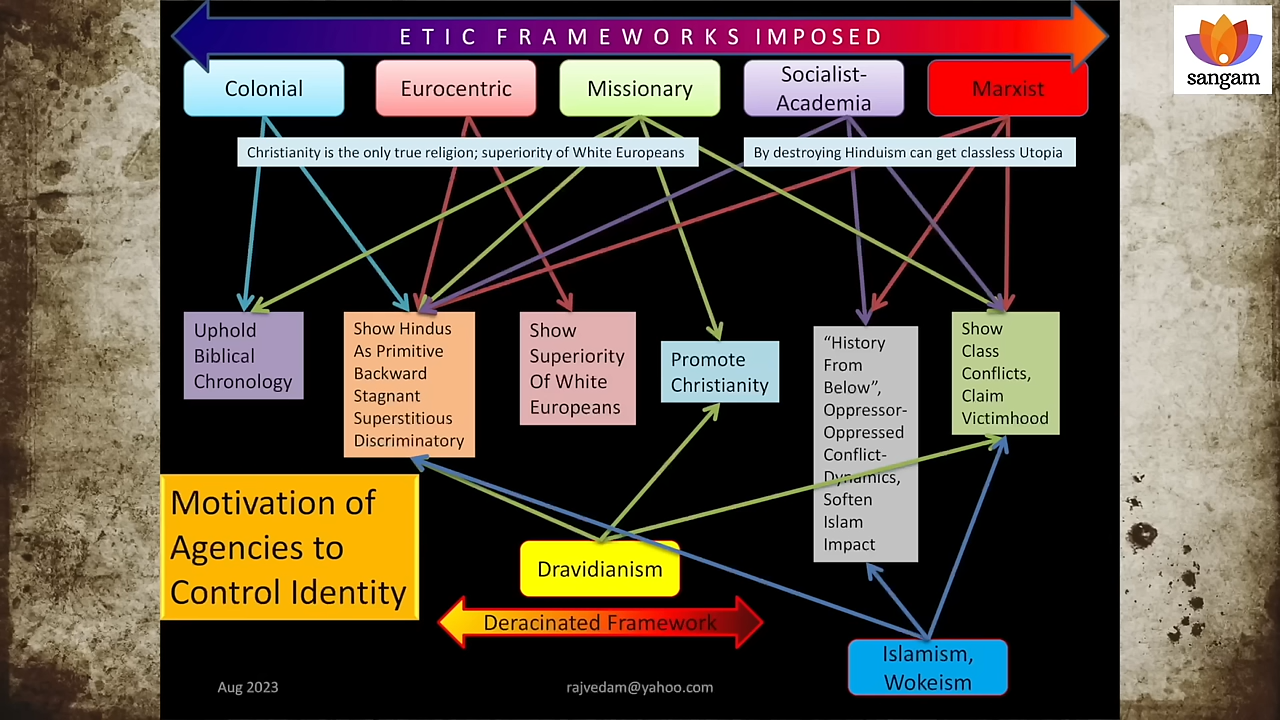 ETIC FRAMEWORKS IMPOSED
sangam
Colonial
Eurocentric
Missionary
Socialist-
Academia
Marxist
Christianity is the only true religion; superiority of White Europeans
By destroying Hinduism can get classless Utopia
Uphold
Biblical
Chronology
Show Hindus
As Primitive
Backward
Stagnant
Superstitious
Discriminatory
Show
Superiority
Of White
Europeans
Promote
Christianity
“History
From
Below”,
Oppressor-
Oppressed
Conflict-
Dynamics,
Soften
Islam
Impact
Show
Class
Conflicts,
Claim
Victimhood
Motivation of
Agencies to
Control Identity
Dravidianism
Deracinated Framework
Islamism,
Wokeism
Aug 2023
rajvedam@yahoo.com